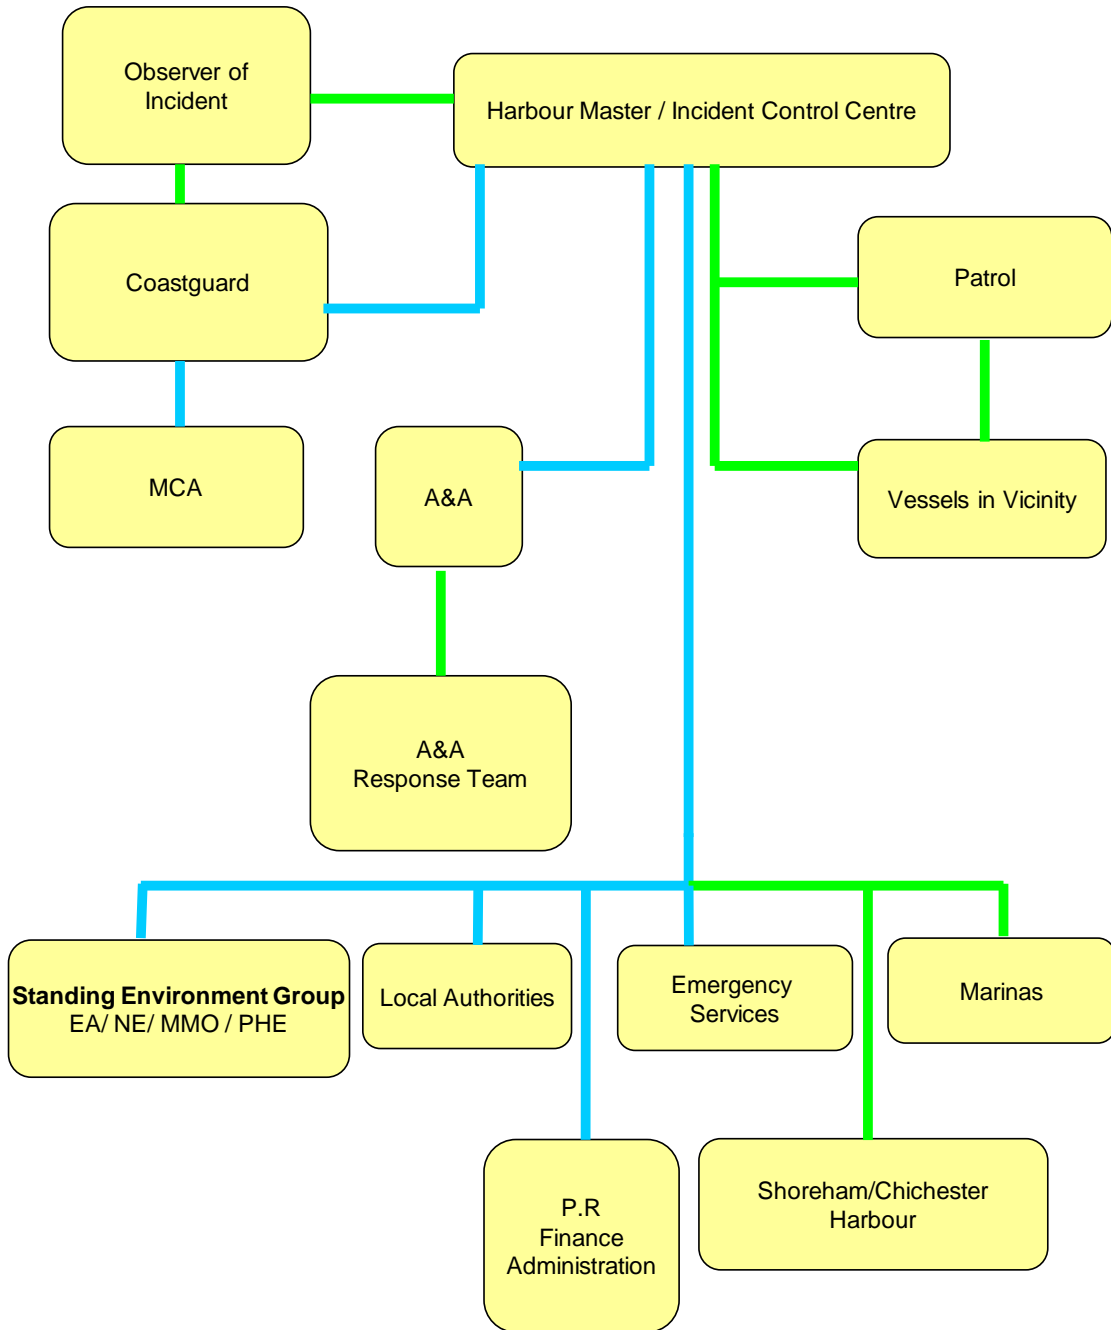 Observer of
Incident
Harbour Master / Incident Control Centre
Coastguard
Patrol
MCA
A&A
Vessels in Vicinity
A&A
Response Team
Standing Environment Group
EA/ NE/ MMO / PHE
Local Authorities
Emergency
Services
Marinas
P.R
Finance
Administration
Shoreham/Chichester
Harbour